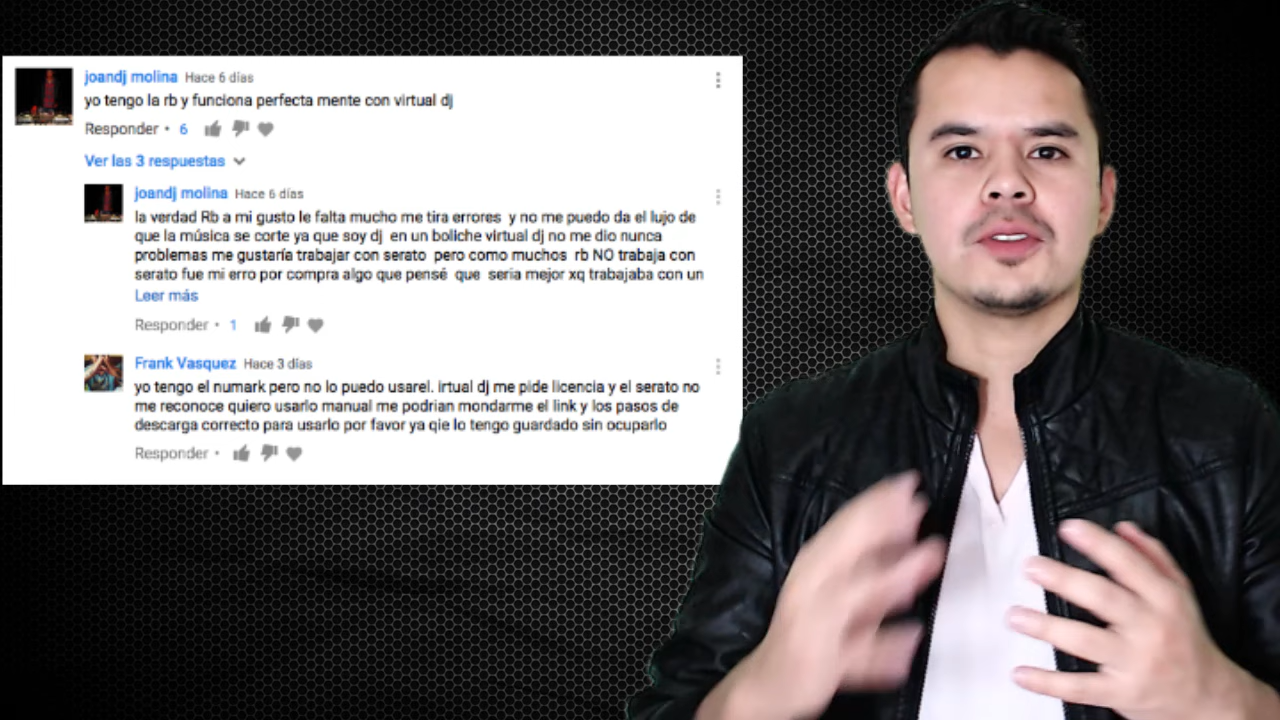 joandj molina Hace 6 días
yo tengo la rb y funciona perfecta mente con virtual dj
Responder • 6
Ver las 3 respuestas
joandj molina Hace 6 días
la verdad Rb a mi gusto le falta mucho me tira errores y no me puedo da el lujo de
que la música se corte ya que soy dj en un boliche virtual dj no me dio nunca
problemas me gustaría trabajar con serato pero como muchos rb NO trabaja con
serato fue mi erro por compra algo que pensé que seria mejor xq trabajaba con un
Leer más
Responder • 1
Frank Vasquez Hace 3 días
yo tengo el numark pero no lo puedo usarel. irtual dj me pide licencia y el serato no
me reconoce quiero usarlo manual me podrian mondarme el link y los pasos de
descarga correcto para usarlo por favor ya qie lo tengo guardado sin ocuparlo
Responder •